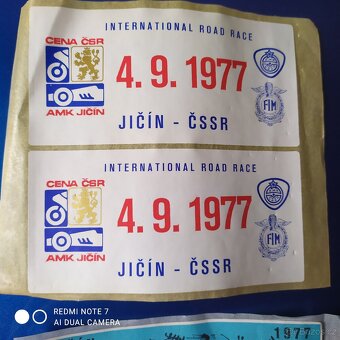 INTERNATIONAL ROAD RACE
CENA ČSR
4. 9. 1977
FIM
AMK JIČÍN
JIČÍN - ČSSR
INTERNATIONAL ROAD RACE
CENA ČSR
4. 9. 1977
FIM
AMK JIČÍN
JIČÍN - ČSSR
1977
REDMI NOTE 7
AI DUAL CAMERA